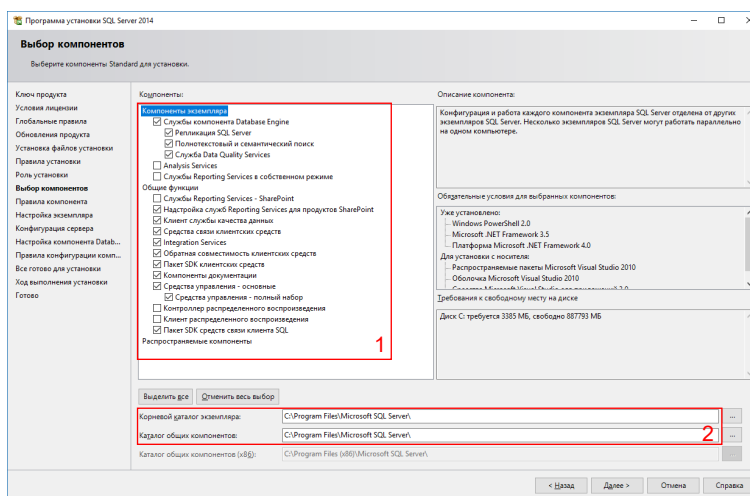 Программа установки SQL Server 2014
Выбор компонентов
Выберите компоненты Standard для установки.
Ключ продукта
Условия лицензии
Глобальные правила
Обновления продукта
Установка файлов установки
Правила установки
Роль установки
Выбор компонентов
Правила компонента
Настройка экземпляра
Конфигурация сервера
Настройка компонента Datab...
Правила конфигурации комп...
Все готово для установки
Ход выполнения установки
Готово
Компоненты:
Компоненты экземпляра
Службы компонента Database Engine
Репликация SQL Server
Полнотекстовый и семантический поиск
Служба Data Quality Services
Analysis Services
Службы Reporting Services в собственном режиме
Общие функции
Службы Reporting Services - SharePoint
Надстройка служб Reporting Services для продуктов SharePoint
Клиент службы качества данных
Средства связи клиентских средств
Integration Services
Обратная совместимость клиентских средств
Пакет SDK клиентских средств
Компоненты документации
Средства управления - основные
Средства управления - полный набор
Контроллер распределенного воспроизведения
Клиент распределенного воспроизведения
Пакет SDK средств связи клиента SQL
Распространяемые компоненты
1
Описание компонента:
Конфигурация и работа каждого компонента экземпляра SQL Server отделена от других
экземпляров SQL Server. Несколько экземпляров SQL Server могут работать параллельно
на одном компьютере.
Обязательные условия для выбранных компонентов:
Уже установлено:
Windows PowerShell 2.0
Microsoft .NET Framework 3.5
Платформа Microsoft .NET Framework 4.0
Для установки с носителя:
Распространяемые пакеты Microsoft Visual Studio 2010
Оболочка Microsoft Visual Studio 2010
Требования к свободному месту на диске
Диск C: требуется 3385 МБ, свободно 887793 МБ
Выделить все Отменить весь выбор
Корневой каталог экземпляра: C:\Program Files\Microsoft SQL Server\ ...
Каталог общих компонентов: C:\Program Files\Microsoft SQL Server\ 2 ...
Каталог общих компонентов (x86): C:\Program Files (x86)\Microsoft SQL Server\ ...
< Назад Далее > Отмена Справка